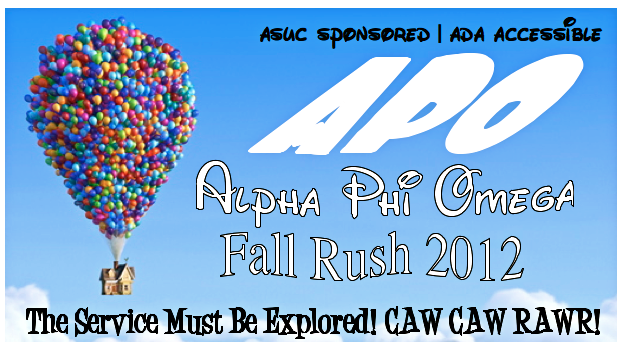 ASUC SPONSORED | ADA ACCESSIBLE
APO
ALPHA PHI OMEGA
Fall Rush 2012
The Service Must Be Explored! CAW CAW RAWR!